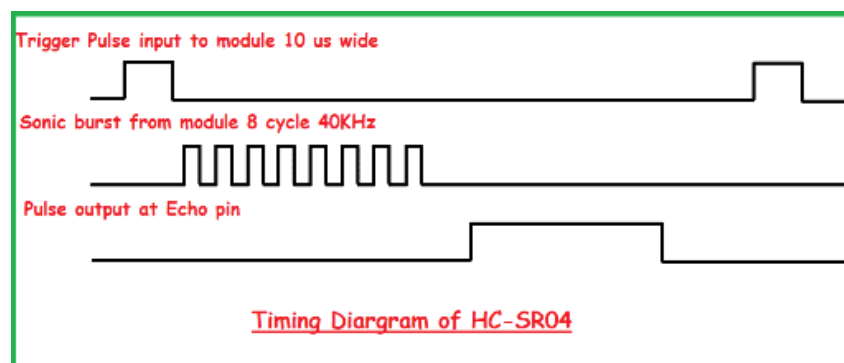 Trigger Pulse input to module 10 us wide
Sonic burst from module 8 cycle 40KHz
Pulse output at Echo pin
Timing Diargram of HC-SR04